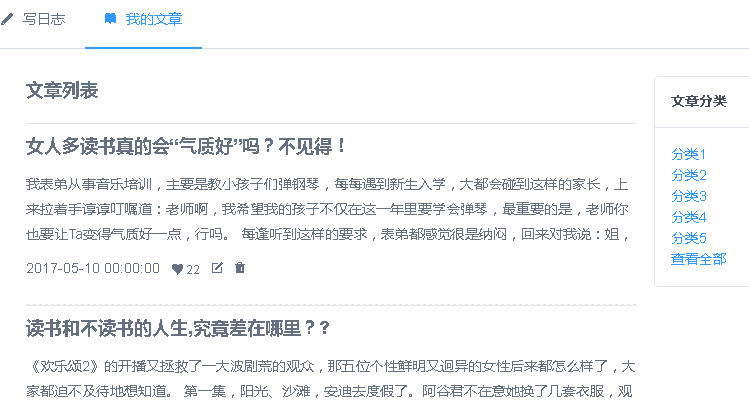 写日志
我的文章
文章列表
女人多读书真的会“气质好”吗？不见得！
我表弟从事音乐培训，主要是教小孩子们弹钢琴，每每遇到新生入学，大都会碰到这样的家长，上
来拉着手谆谆叮嘱道：老师啊，我希望我的孩子不仅在这一年里要学会弹琴，最重要的是，老师你
也要让Ta变得气质好一点，行吗。 每逢听到这样的要求，表弟都感觉很是纳闷，回来对我说：姐，
2017-05-10 00:00:00 22
读书和不读书的人生,究竟差在哪里？?
《欢乐颂2》的开播又拯救了一大波剧荒的观众，那五位个性鲜明又迥异的女性后来都怎么样了，大
家都迫不及待地想知道。 第一集，阳光、沙滩，安迪去度假了。阿谷君不在意她换了几套衣服，观
文章分类
分类1
分类2
分类3
分类4
分类5
查看全部